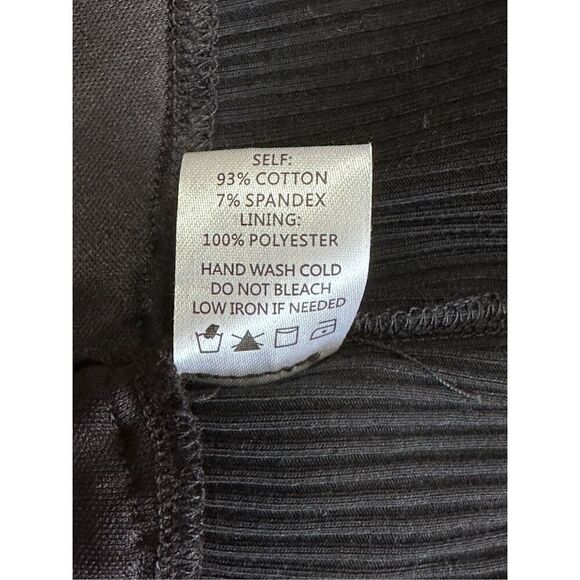 SELF:
93% COTTON
7% SPANDEX
LINING:
100% POLYESTER
HAND WASH COLD
DO NOT BLEACH
LOW IRON IF NEEDED